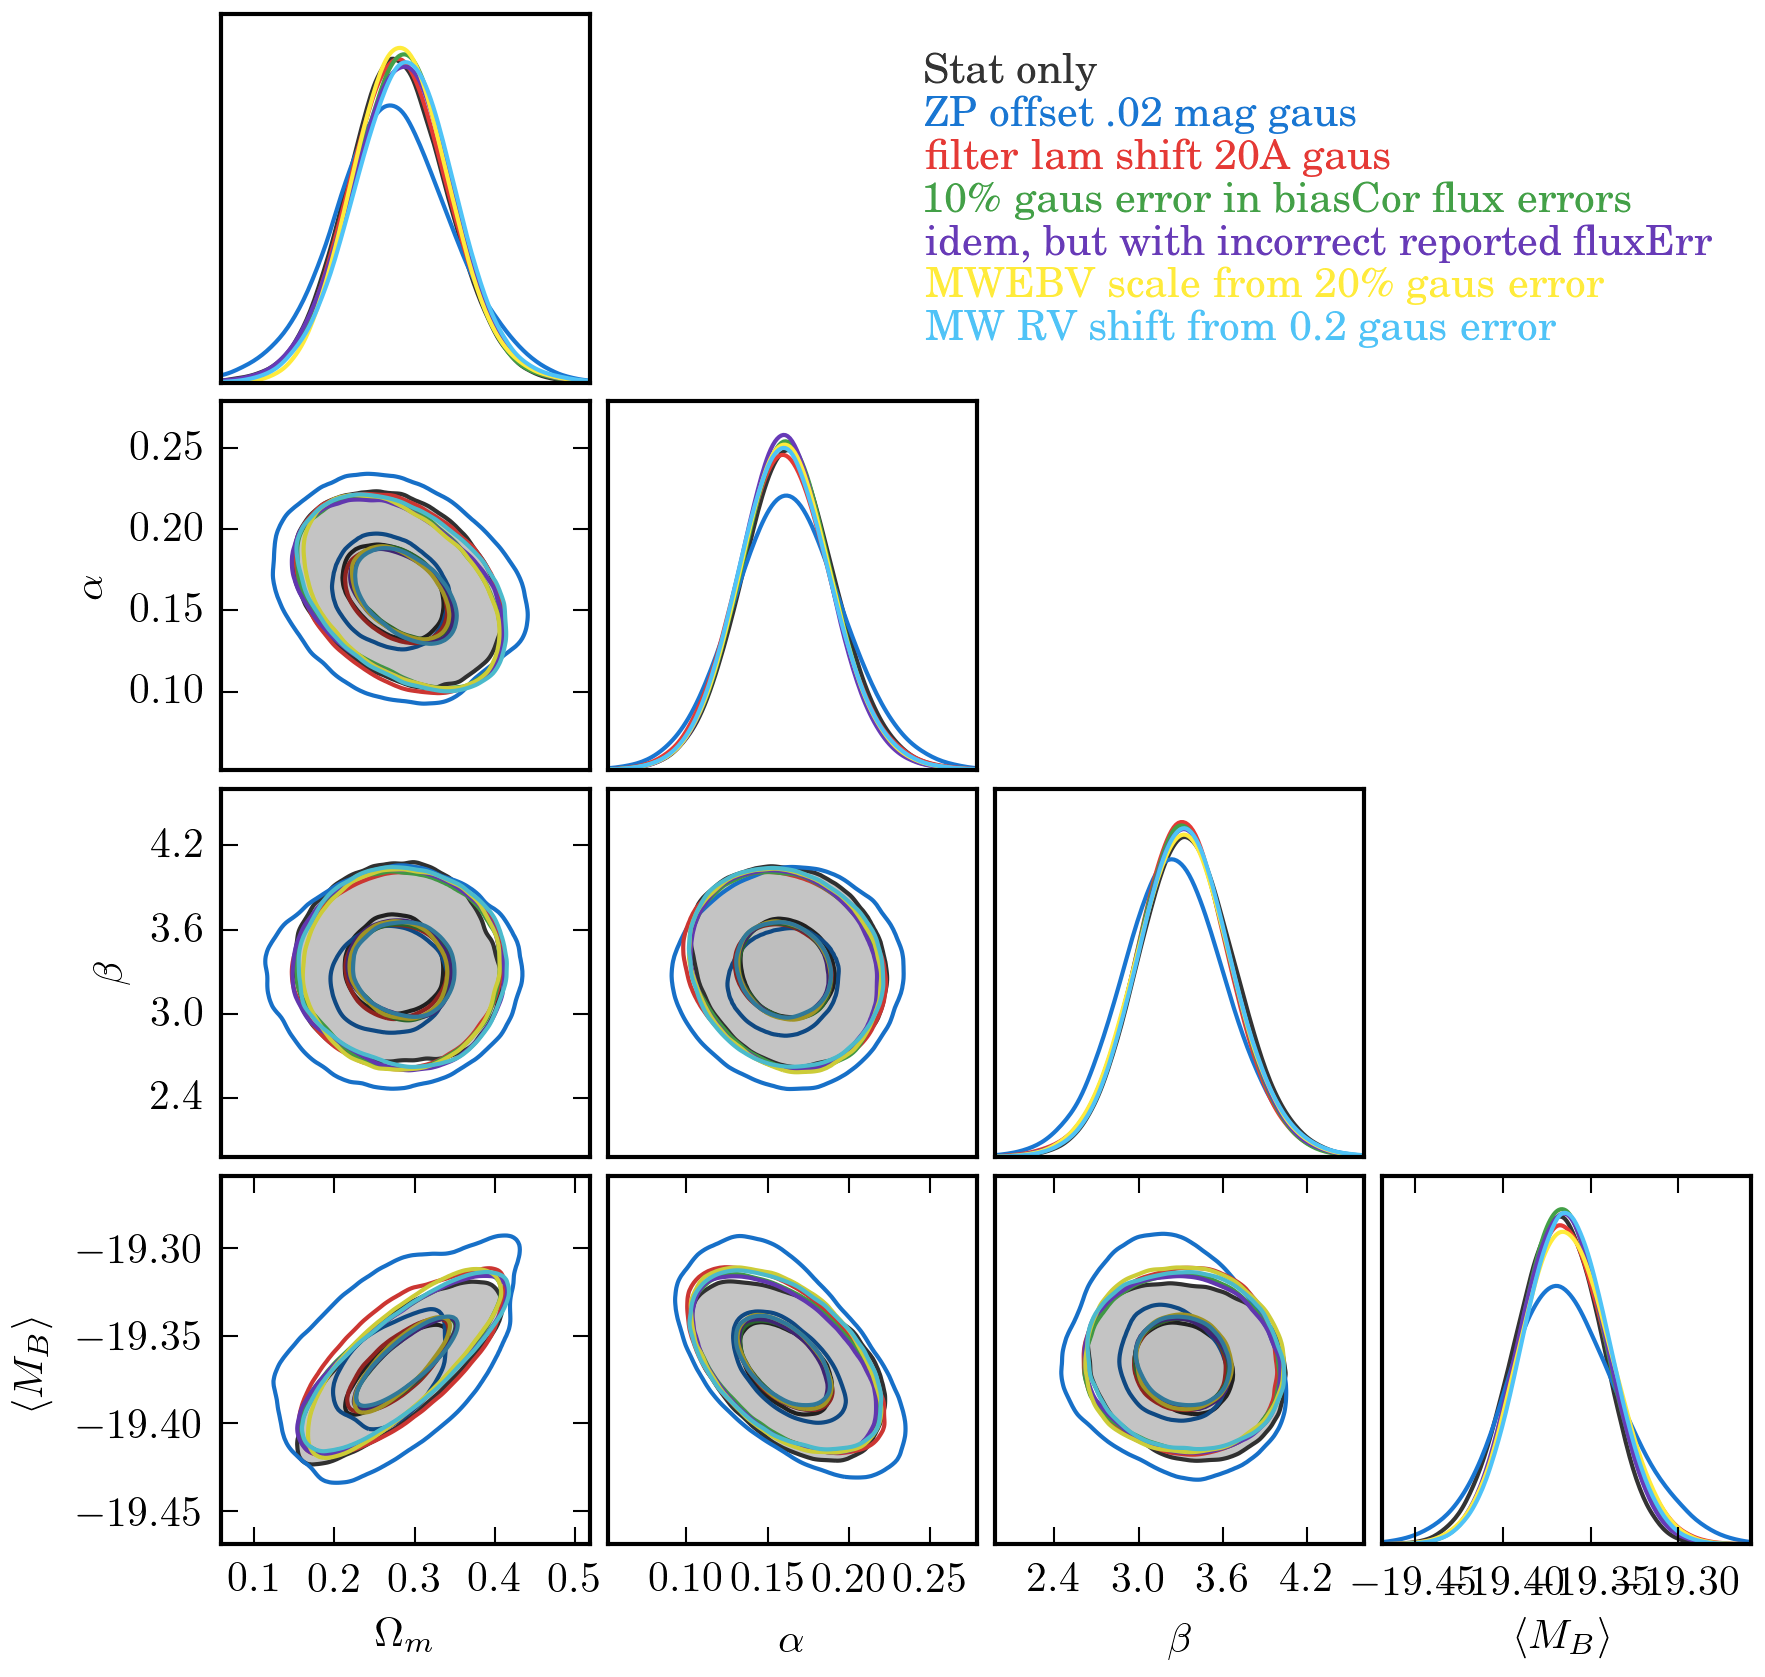 Stat only
ZP offset .02 mag gaus
filter lam shift 20A gaus
10% gaus error in biasCor flux errors
idem, but with incorrect reported fluxErr
MWEBV scale from 20% gaus error
MW RV shift from 0.2 gaus error
0.25
0.20
α
0.15
0.10
4.2
3.6
β
3.0
2.4
−19.30
−19.35
⟨M_B⟩
−19.40
−19.45
0.1 0.2 0.3 0.4 0.5 0.10 0.15 0.20 0.25 2.4 3.0 3.6 4.2 −19.45 −19.40 −19.35 −19.30
Ω_m α β ⟨M_B⟩